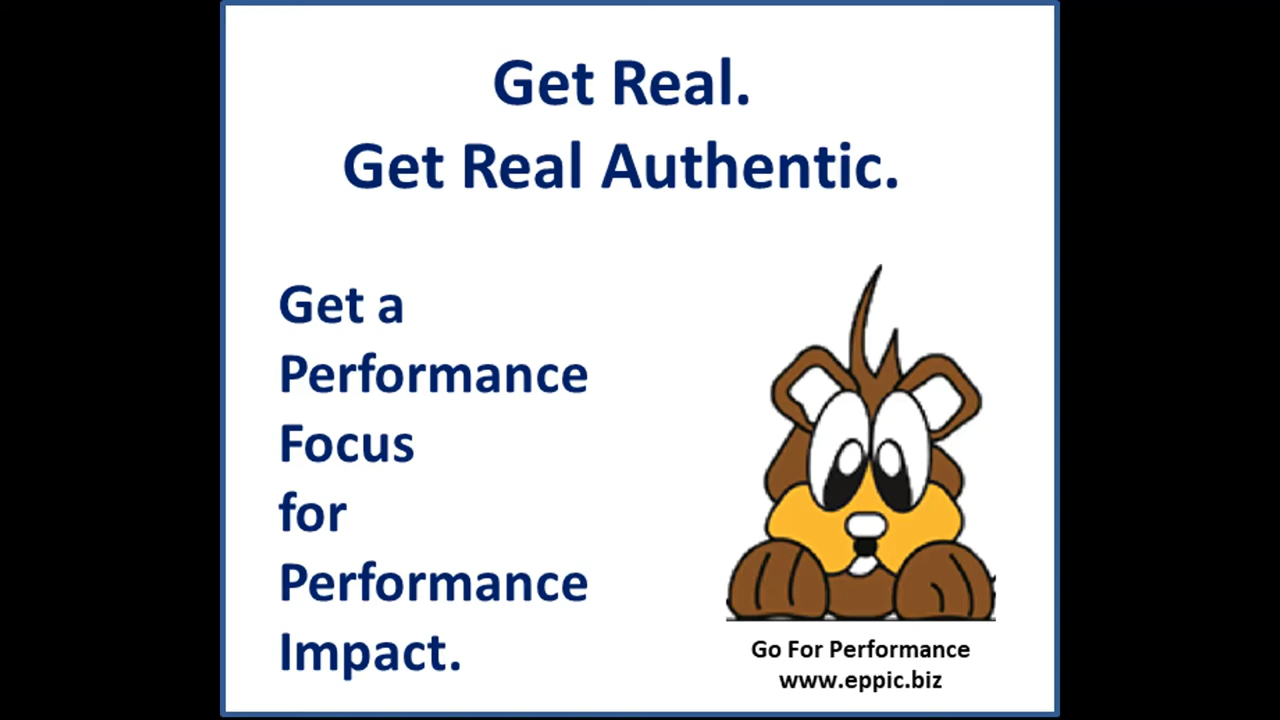 Get Real.
Get Real Authentic.
Get a
Performance
Focus
for
Performance
Impact.
Go For Performance
www.eppic.biz